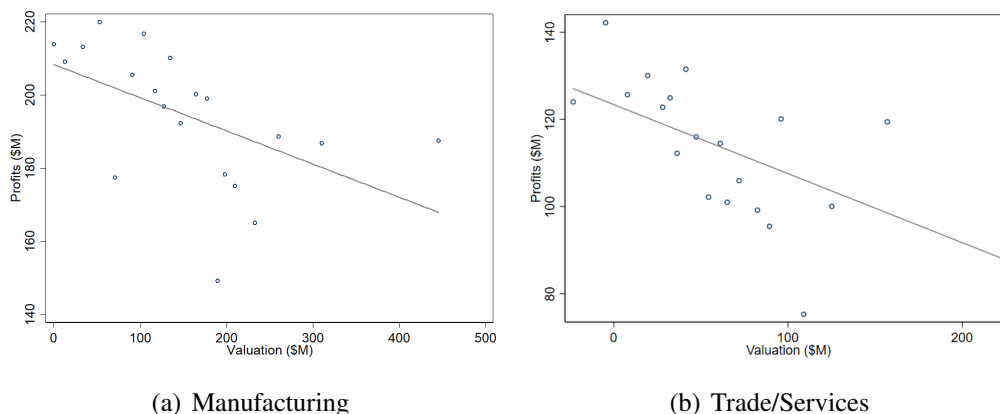 220
200
180
160
140
Profits ($M)
0 100 200 300 400 500
Valuation ($M)
(a) Manufacturing
140
120
100
80
Profits ($M)
0 100 200
Valuation ($M)
(b) Trade/Services